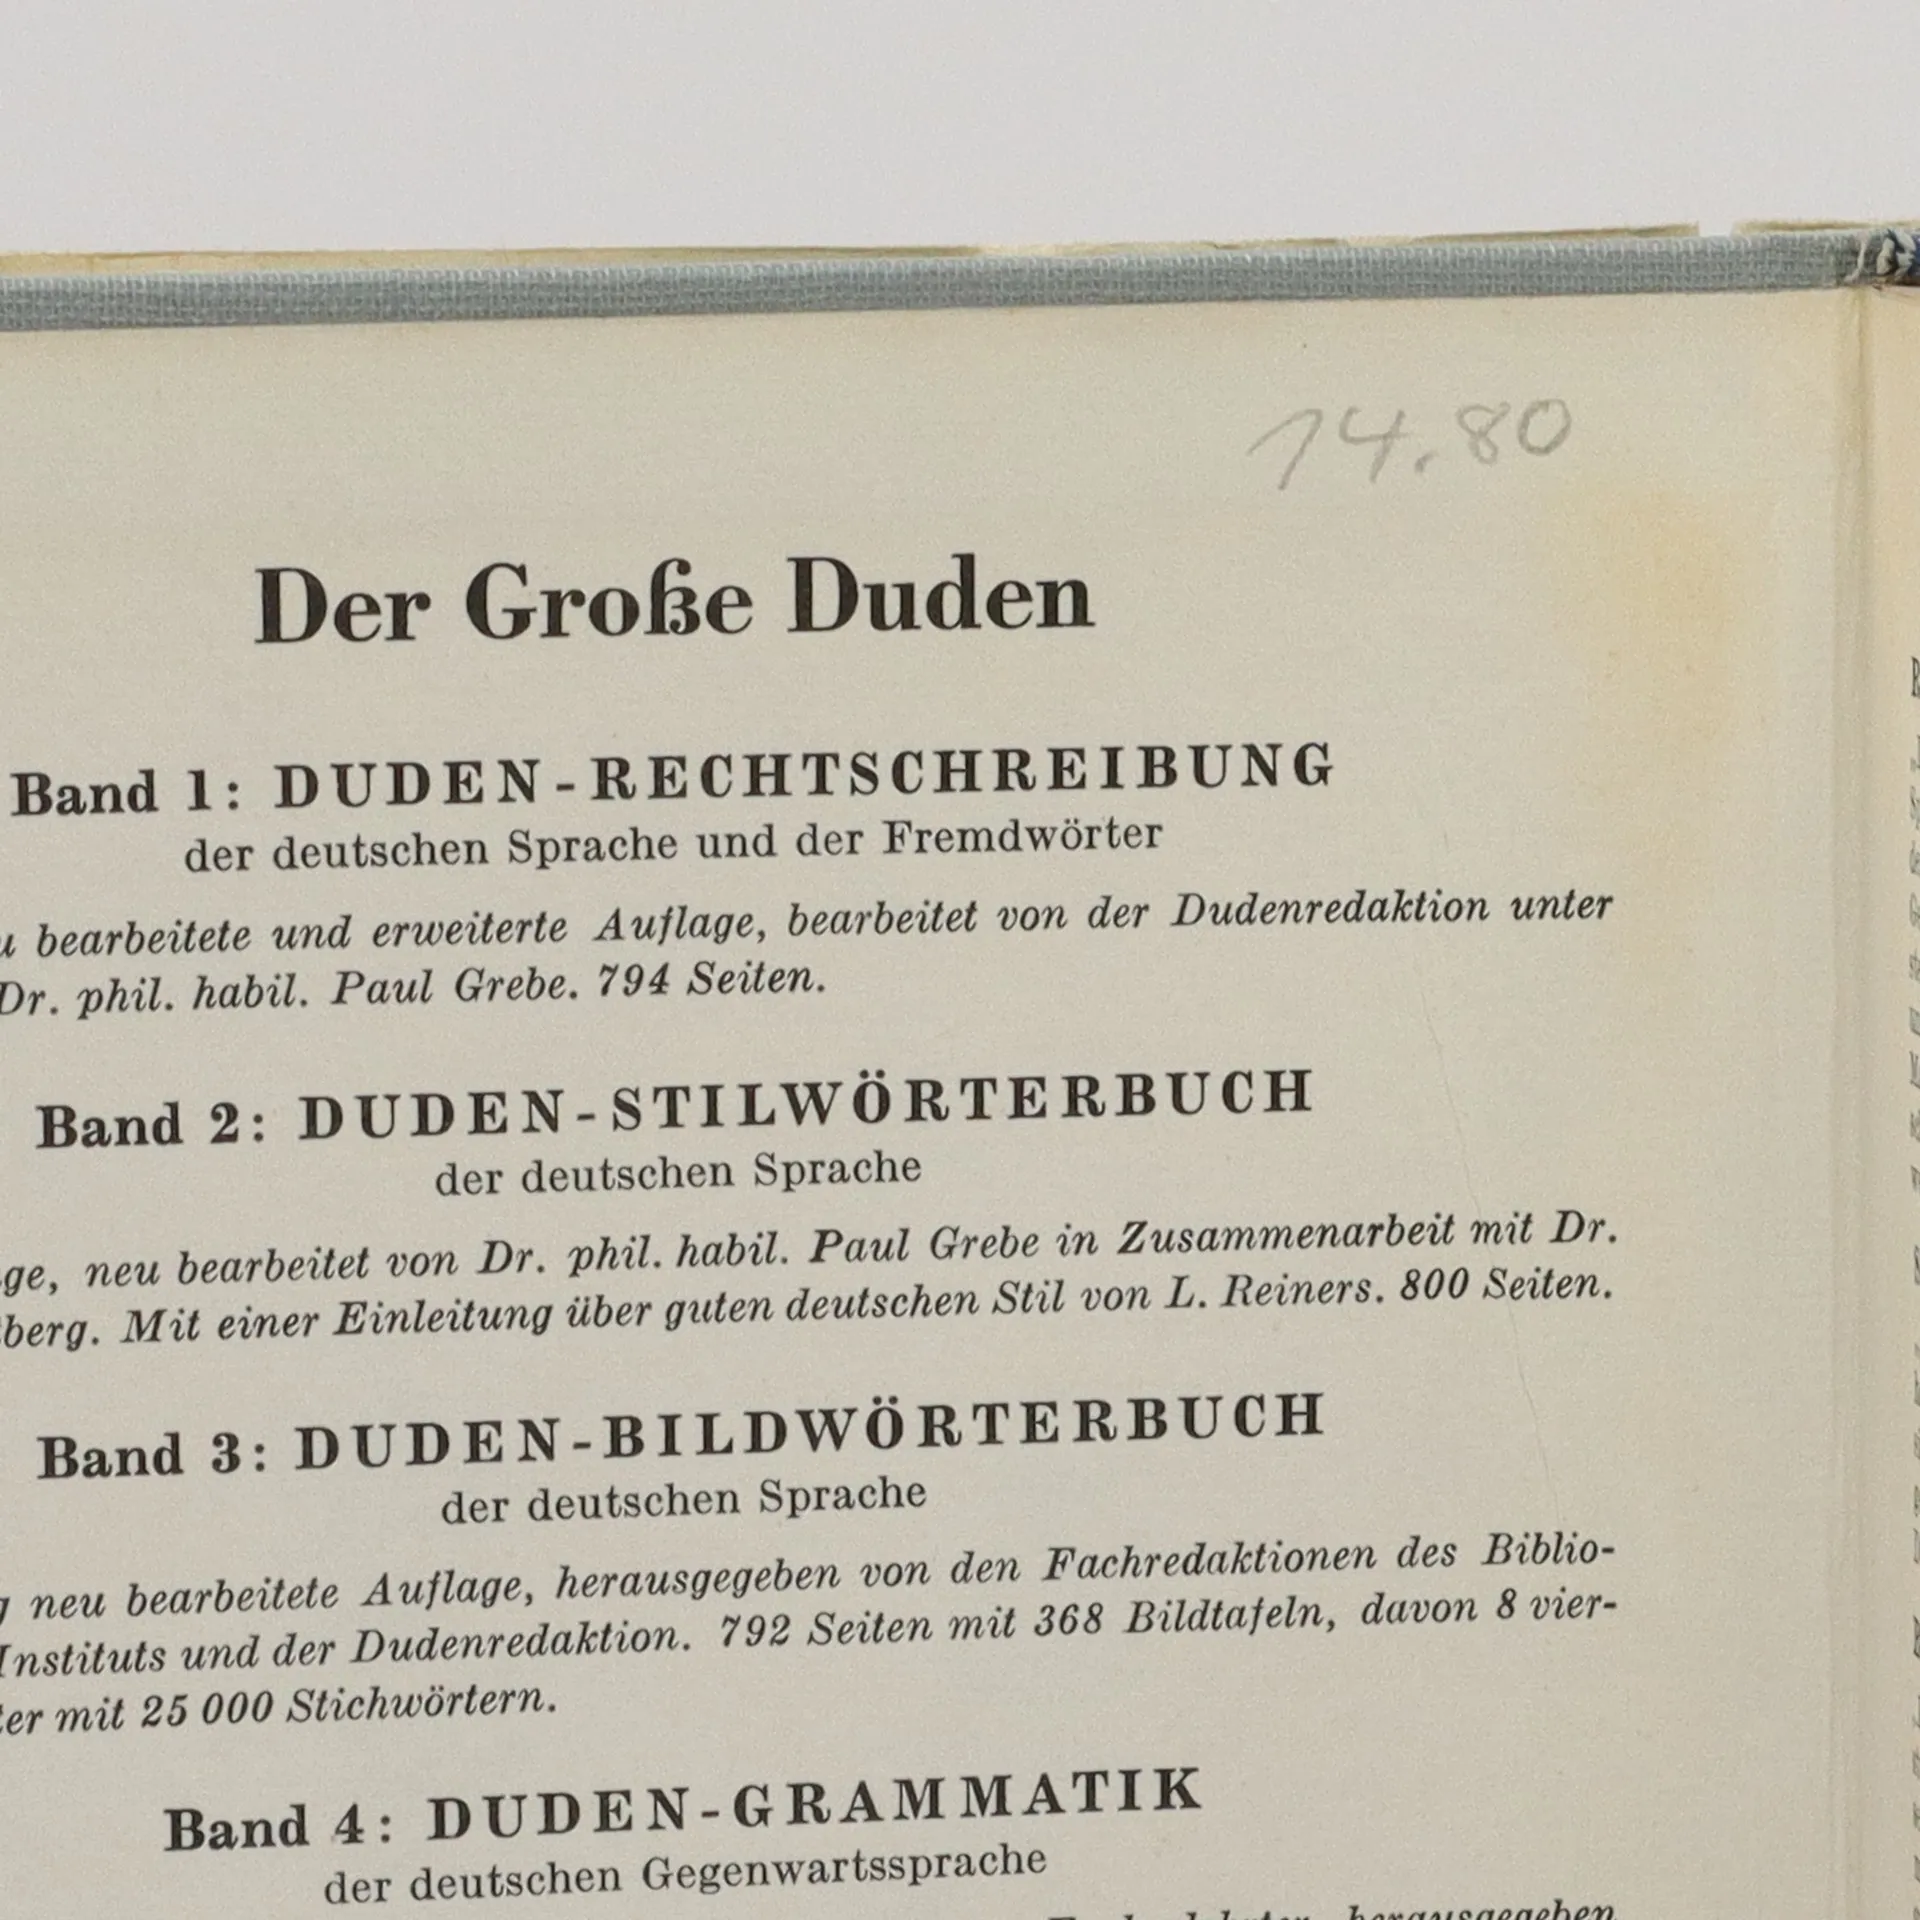 14.80
Der Große Duden
Band 1: DUDEN-RECHTSCHREIBUNG
der deutschen Sprache und der Fremdwörter
bearbeitete und erweiterte Auflage, bearbeitet von der Dudenredaktion unter
Dr. phil. habil. Paul Grebe. 794 Seiten.
Band 2: DUDEN-STILWÖRTERBUCH
der deutschen Sprache
ge, neu bearbeitet von Dr. phil. habil. Paul Grebe in Zusammenarbeit mit Dr.
berg. Mit einer Einleitung über guten deutschen Stil von L. Reiners. 800 Seiten.
Band 3: DUDEN-BILDWÖRTERBUCH
der deutschen Sprache
neu bearbeitete Auflage, herausgegeben von den Fachredaktionen des Biblio-
Instituts und der Dudenredaktion. 792 Seiten mit 368 Bildtafeln, davon 8 vier-
ter mit 25 000 Stichwörtern.
Band 4: DUDEN-GRAMMATIK
der deutschen Gegenwartssprache
herausgegeben